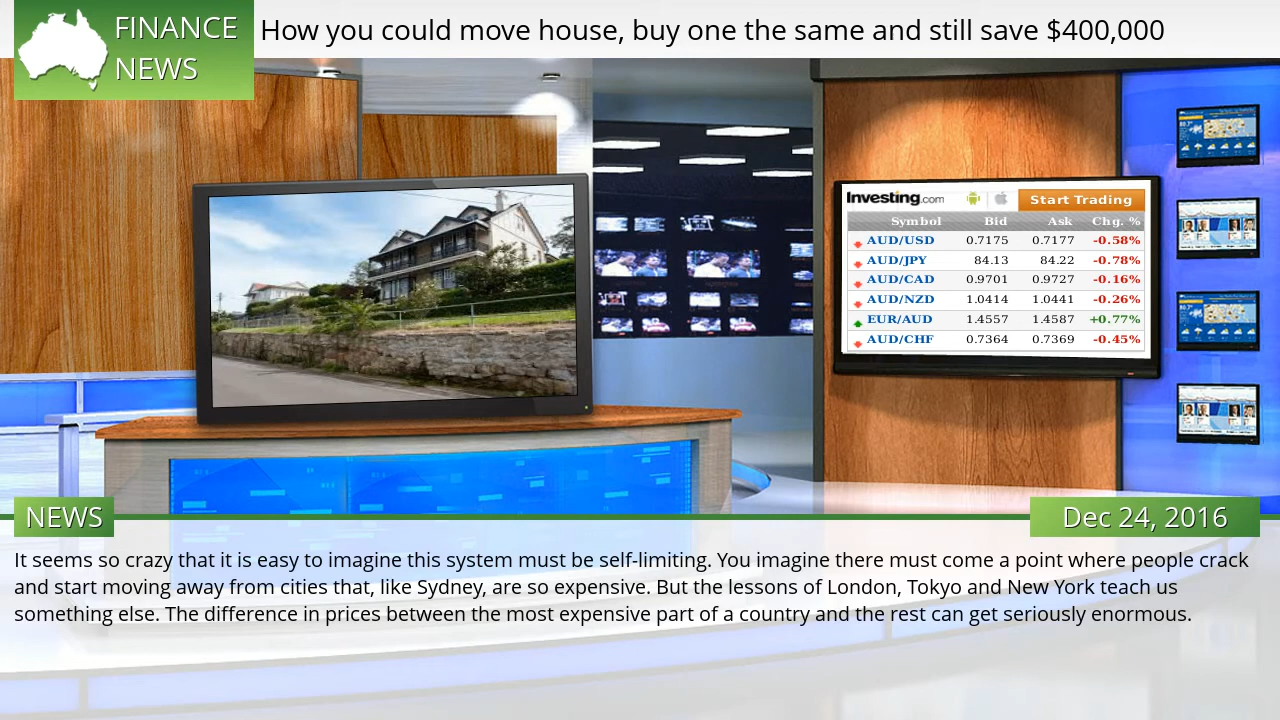 FINANCE
NEWS
How you could move house, buy one the same and still save $400,000
Investing.com
Start Trading
Symbol Bid Ask Chg. %
AUD/USD 0.7175 0.7177 -0.58%
AUD/JPY 84.13 84.22 -0.78%
AUD/CAD 0.9701 0.9727 -0.16%
AUD/NZD 1.0414 1.0441 -0.26%
EUR/AUD 1.4557 1.4587 +0.77%
AUD/CHF 0.7364 0.7369 -0.45%
NEWS
Dec 24, 2016
It seems so crazy that it is easy to imagine this system must be self-limiting. You imagine there must come a point where people crack
and start moving away from cities that, like Sydney, are so expensive. But the lessons of London, Tokyo and New York teach us
something else. The difference in prices between the most expensive part of a country and the rest can get seriously enormous.